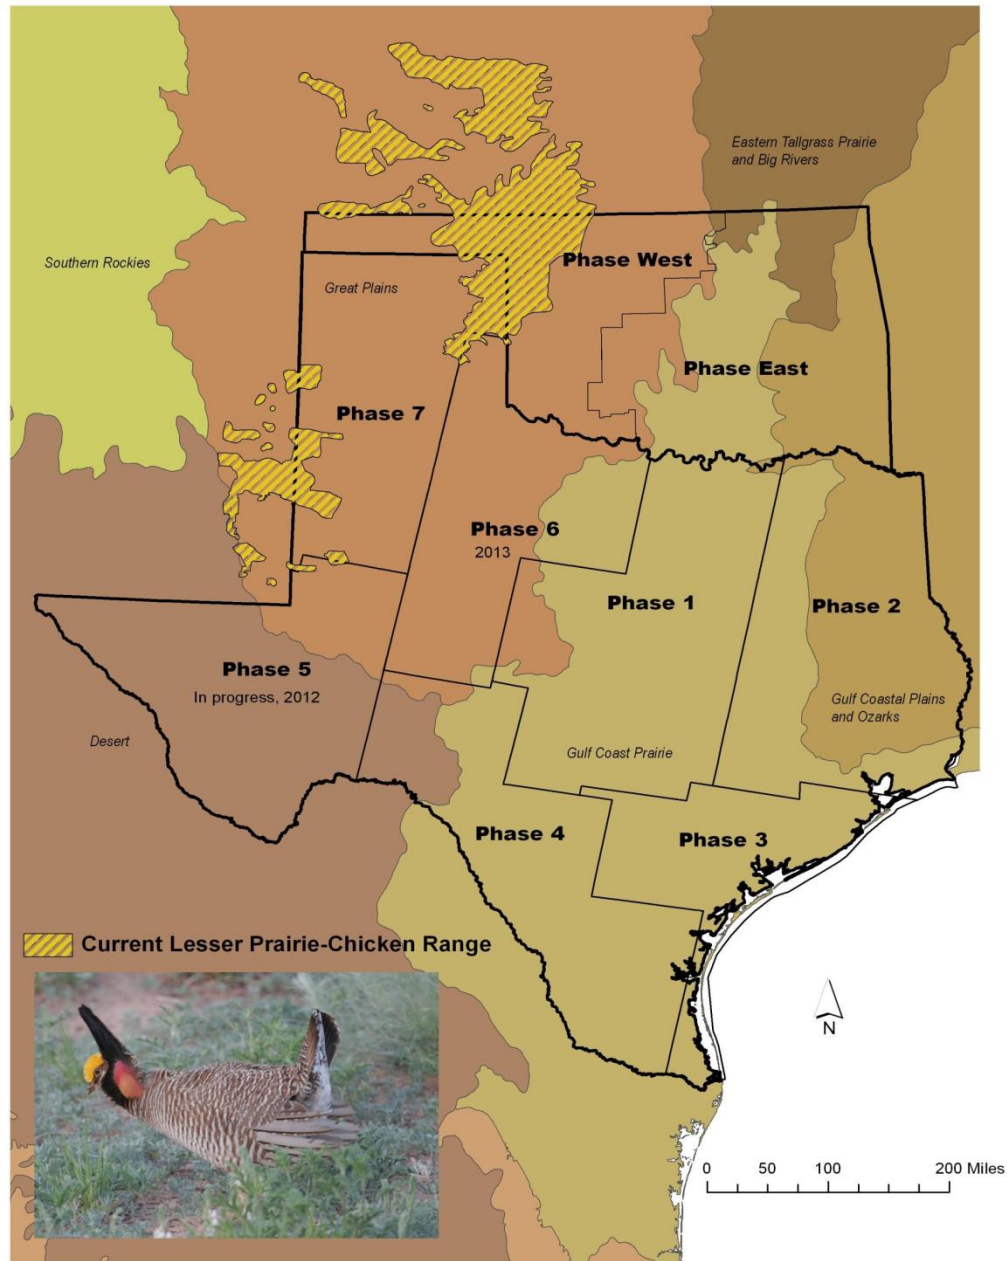 Eastern Tallgrass Prairie
and Big Rivers
Southern Rockies
Great Plains
Phase West
Phase East
Phase 7
Phase 6
2013
Phase 1
Phase 2
Phase 5
In progress, 2012
Desert
Gulf Coastal Plains
and Ozarks
Gulf Coast Prairie
Phase 4
Phase 3
Current Lesser Prairie-Chicken Range
N
0 50 100 200 Miles